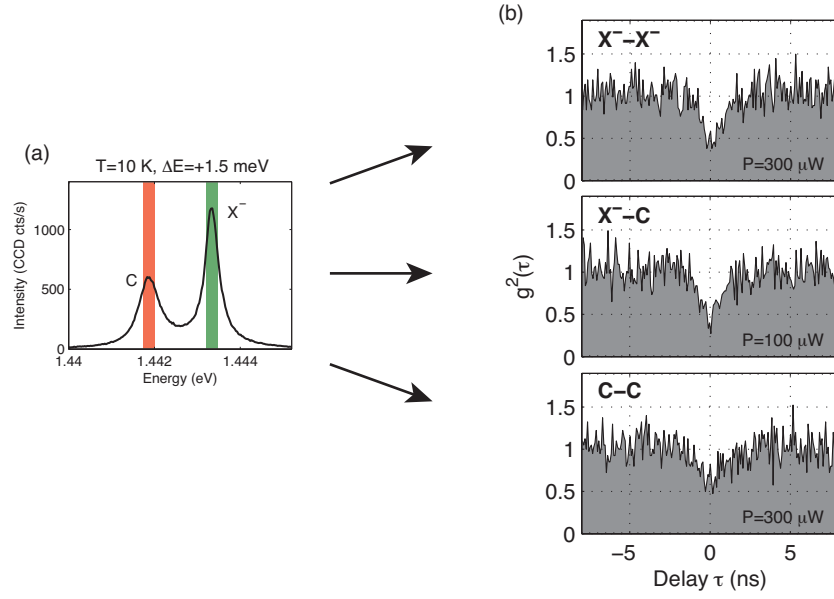 (a)
T=10 K, ΔE=+1.5 meV
Intensity (CCD cts/s)
1000
500
0
C
X⁻
1.44
1.442
1.444
Energy (eV)
(b)
X⁻−X⁻
1.5
1
0.5
0
P=300 μW
X⁻−C
1.5
1
0.5
0
P=100 μW
g²(τ)
C−C
1.5
1
0.5
0
P=300 μW
−5
0
5
Delay τ (ns)